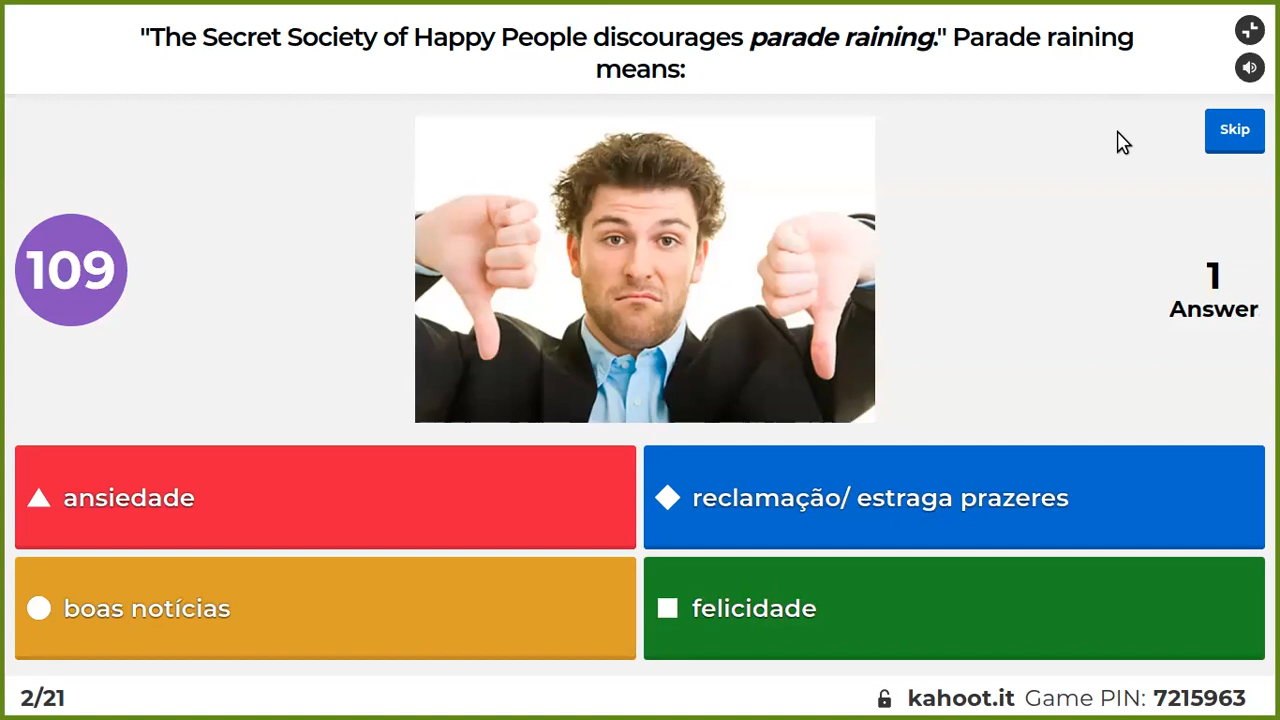 "The Secret Society of Happy People discourages parade raining." Parade raining
means:
Skip
109
1
Answer
ansiedade
reclamação/ estraga prazeres
boas notícias
felicidade
2/21
kahoot.it Game PIN: 7215963